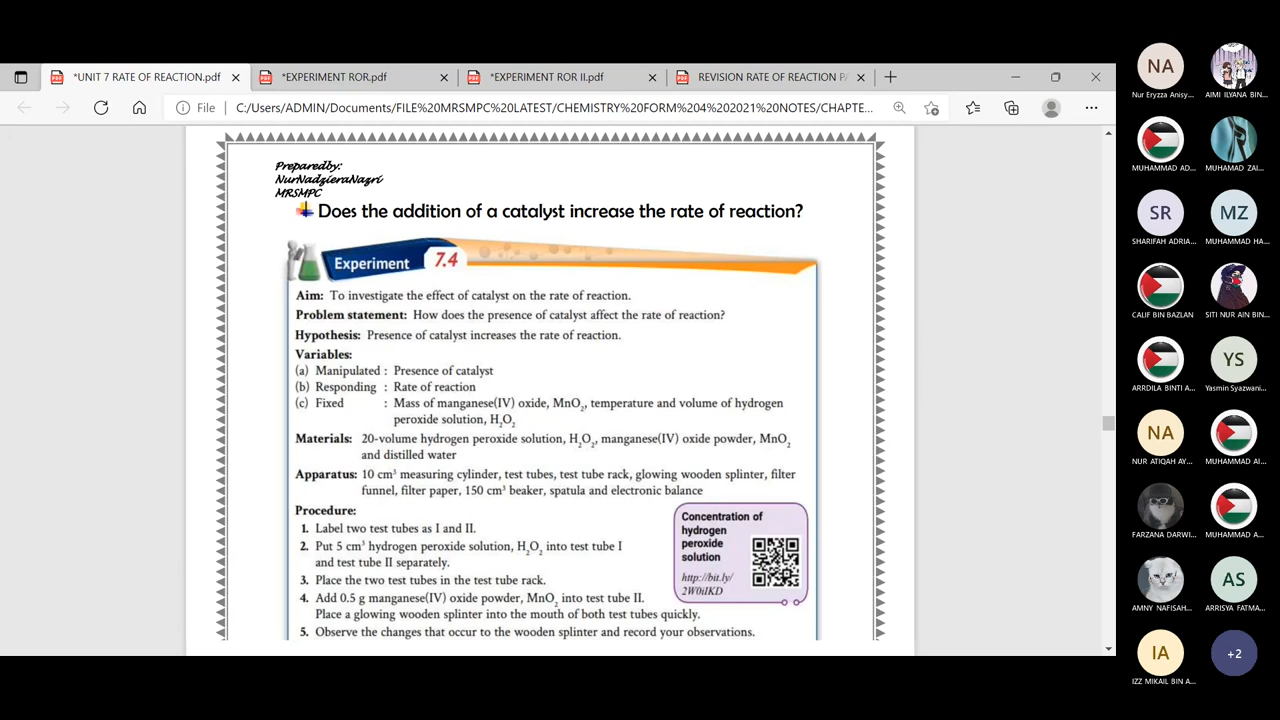 *UNIT 7 RATE OF REACTION.pdf
*EXPERIMENT ROR.pdf
*EXPERIMENT ROR II.pdf
REVISION RATE OF REACTION P
File
C:/Users/ADMIN/Documents/FILE%20MRSMPC%20LATEST/CHEMISTRY%20FORM%204%202021%20NOTES/CHAPTE...
Preparedby:
NurNadzieraNazri
MRSMPC
Does the addition of a catalyst increase the rate of reaction?
Experiment 7.4
Aim: To investigate the effect of catalyst on the rate of reaction.
Problem statement: How does the presence of catalyst affect the rate of reaction?
Hypothesis: Presence of catalyst increases the rate of reaction.
Variables:
(a) Manipulated : Presence of catalyst
(b) Responding : Rate of reaction
(c) Fixed : Mass of manganese(IV) oxide, MnO₂, temperature and volume of hydrogen
peroxide solution, H₂O₂
Materials: 20-volume hydrogen peroxide solution, H₂O₂, manganese(IV) oxide powder, MnO₂
and distilled water
Apparatus: 10 cm³ measuring cylinder, test tubes, test tube rack, glowing wooden splinter, filter
funnel, filter paper, 150 cm³ beaker, spatula and electronic balance
Procedure:
1. Label two test tubes as I and II.
2. Put 5 cm³ hydrogen peroxide solution, H₂O₂ into test tube I
and test tube II separately.
3. Place the two test tubes in the test tube rack.
4. Add 0.5 g manganese(IV) oxide powder, MnO₂ into test tube II.
Place a glowing wooden splinter into the mouth of both test tubes quickly.
5. Observe the changes that occur to the wooden splinter and record your observations.
Concentration of
hydrogen
peroxide
solution
http://bit.ly/
2W0iIKD
NA
Nur Eryzza Anisy...
AIMI ILYANA BIN...
MUHAMMAD AD...
MUHAMAD ZAI...
SR
SHARIFAH ADRIA...
MZ
MUHAMMAD HA...
CALIF BIN BAZLAN
SITI NUR AIN BIN...
ARRDILA BINTI A...
YS
Yasmin Syazwani...
NA
NUR ATIQAH AY...
MUHAMMAD AI...
FARZANA DARWI...
MUHAMMAD A...
AMNY NAFISAH...
AS
ARRISYA FATMA...
IA
IZZ MIKAIL BIN A...
+2